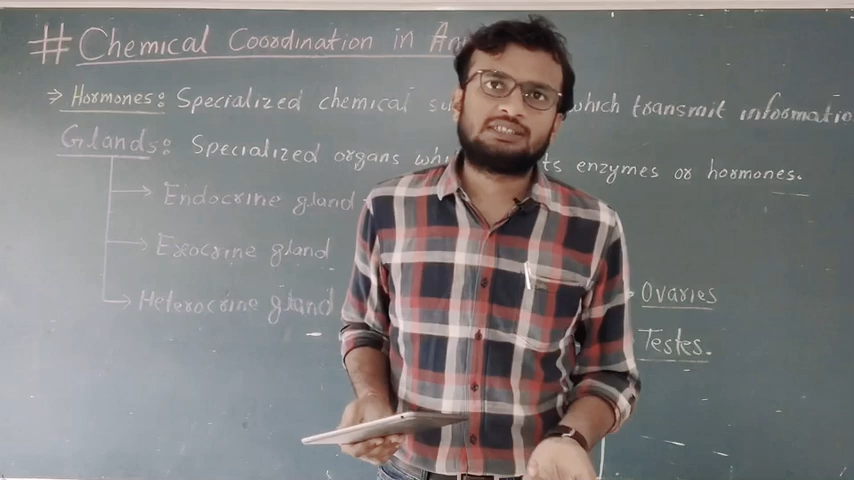 # Chemical Coordination in An
→ Hormones: Specialized chemical su which transmit informatio
Glands: Specialized organs whi ts enzymes or hormones.
Endocrine gland
Exocrine gland
Heterocrine gland
Ovaries
Testes.